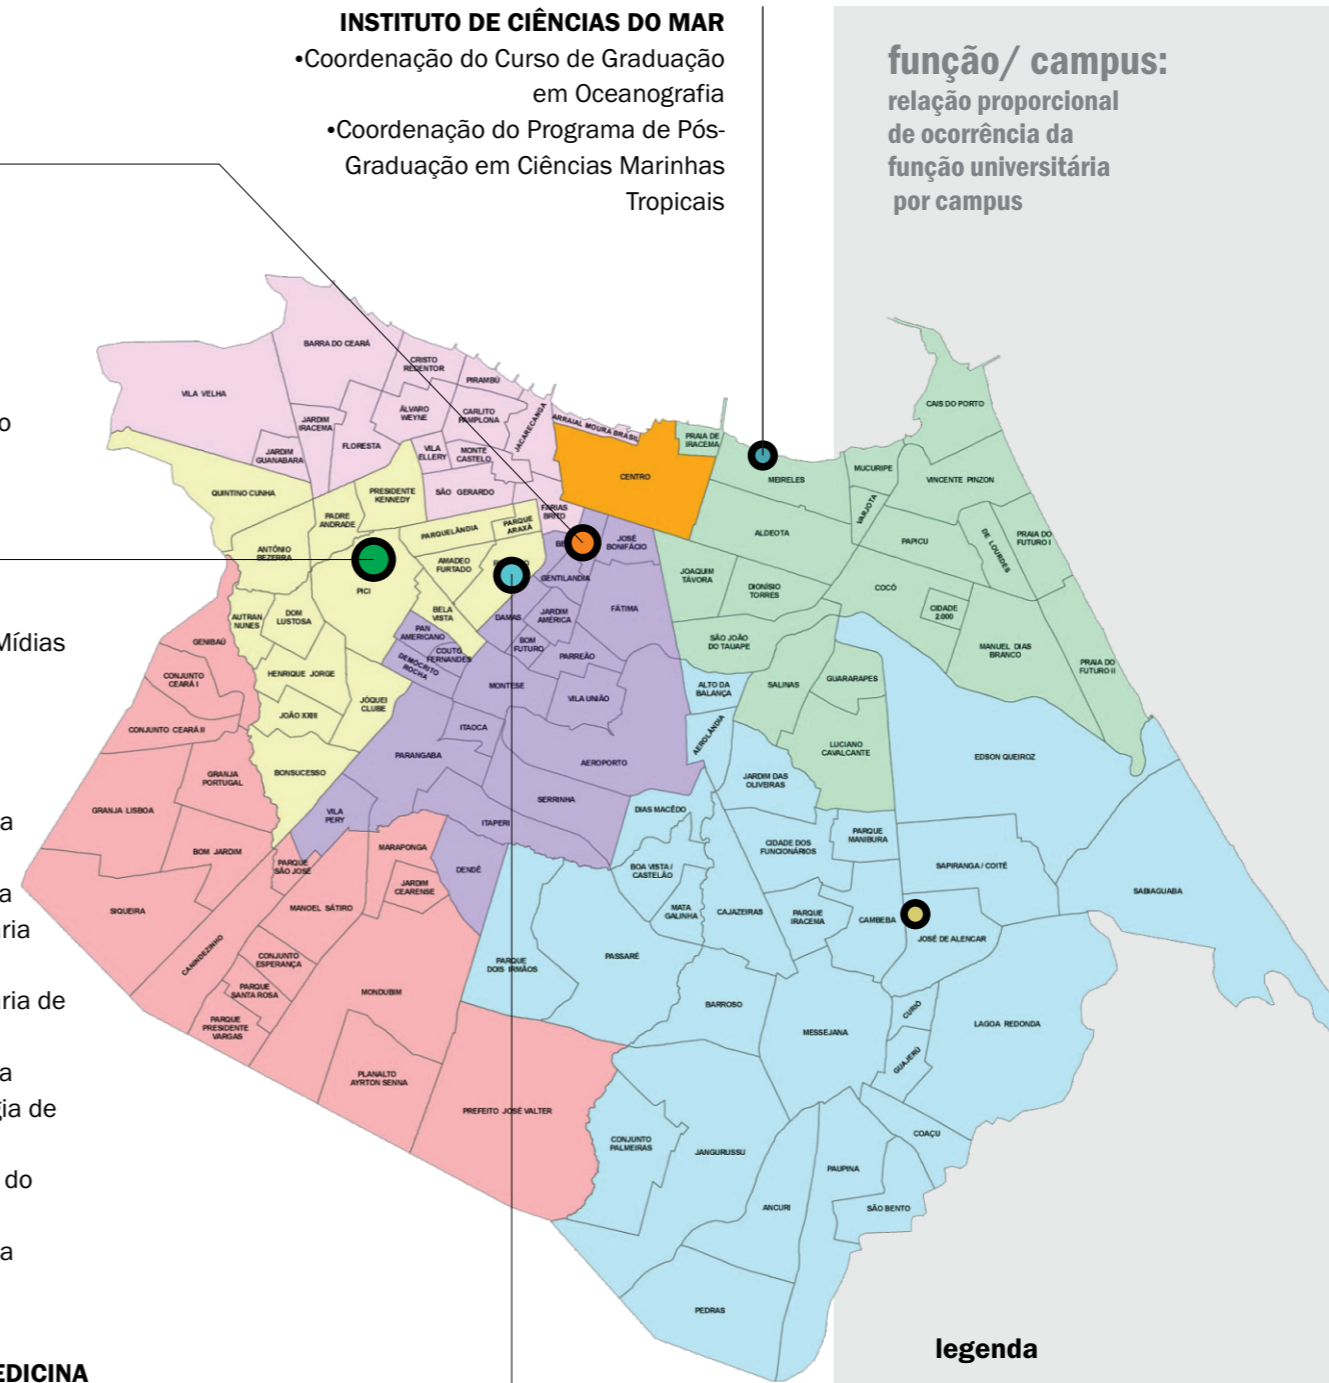 INSTITUTO DE CIÊNCIAS DO MAR
•Coordenação do Curso de Graduação
em Oceanografia
•Coordenação do Programa de Pós-
Graduação em Ciências Marinhas
Tropicais
função/ campus:
relação proporcional
de ocorrência da
função universitária
por campus
o
Mídias
a
a
ria
ria de
a
gia de
do
a
EDICINA
BARRA DO CEARÁ
VILA VELHA
CRISTO
REDENTOR
PIRAMBÚ
JARDIM
IRACEMA
ÁLVARO
WEYNE
CARLITO
PAMPLONA
JACARECANGA
ARRAIAL MOURA BRASIL
FLORESTA
JARDIM
GUANABARA
VILA
ELLERY
MONTE
CASTELO
SÃO GERARDO
FARIAS
BRITO
CENTRO
PRAIA DE
IRACEMA
MEIRELES
MUCURIPE
CAIS DO PORTO
VINCENTE PINZON
VARJOTA
ALDEOTA
PAPICU
DE LOURDES
PRAIA DO
FUTURO I
JOAQUIM
TÁVORA
DIONÍSIO
TORRES
COCÓ
CIDADE
2.000
MANUEL DIAS
BRANCO
PRAIA DO
FUTURO II
SÃO JOÃO
DO TAUAPE
SALINAS
GUARARAPES
LUCIANO
CAVALCANTE
QUINTINO CUNHA
PADRE
ANDRADE
PRESIDENTE
KENNEDY
PARQUELÂNDIA
PARQUE
ARAXÁ
ANTÔNIO
BEZERRA
PICI
AMADEO
FURTADO
BELA
VISTA
AUTRAN
NUNES
DOM
LUSTOSA
HENRIQUE JORGE
JOÃO XXIII
JÓQUEI
CLUBE
BONSUCESSO
GENTILANDIA
JOSÉ
BONIFÁCIO
DAMAS
JARDIM
AMÉRICA
FÁTIMA
PAN
AMERICANO
COUTO
FERNANDES
DEMÓCRITO
ROCHA
BOM
FUTURO
PARREÃO
MONTESE
VILA UNIÃO
ITAOCA
PARANGABA
AEROPORTO
SERRINHA
VILA
PERY
ITAPERI
DENDÊ
GENIBAÚ
CONJUNTO
CEARÁ I
CONJUNTO CEARÁ II
GRANJA
PORTUGAL
GRANJA LISBOA
BOM JARDIM
SIQUEIRA
PARQUE
SÃO JOSÉ
MARAPONGA
JARDIM
CEARENSE
MANOEL SÁTIRO
CANINDEZINHO
CONJUNTO
ESPERANÇA
PARQUE
SANTA ROSA
PARQUE
PRESIDENTE
VARGAS
MONDUBIM
PLANALTO
AYRTON SENNA
PREFEITO JOSÉ VALTER
ALTO DA
BALANÇA
AEROLÂNDIA
JARDIM DAS
OLIVEIRAS
EDSON QUEIROZ
DIAS MACÊDO
CIDADE DOS
FUNCIONÁRIOS
PARQUE
MANIBURA
BOA VISTA /
CASTELÃO
MATA
GALINHA
CAJAZEIRAS
PARQUE
IRACEMA
CAMBEBA
SAPIRANGA / COITÉ
JOSÉ DE ALENCAR
SABIAGUABA
PARQUE
DOIS IRMÃOS
PASSARÉ
BARROSO
MESSEJANA
CURIÓ
GUAJERÚ
LAGOA REDONDA
CONJUNTO
PALMEIRAS
JANGURUSSU
COAÇU
PAUPINA
ANCURI
SÃO BENTO
PEDRAS
legenda